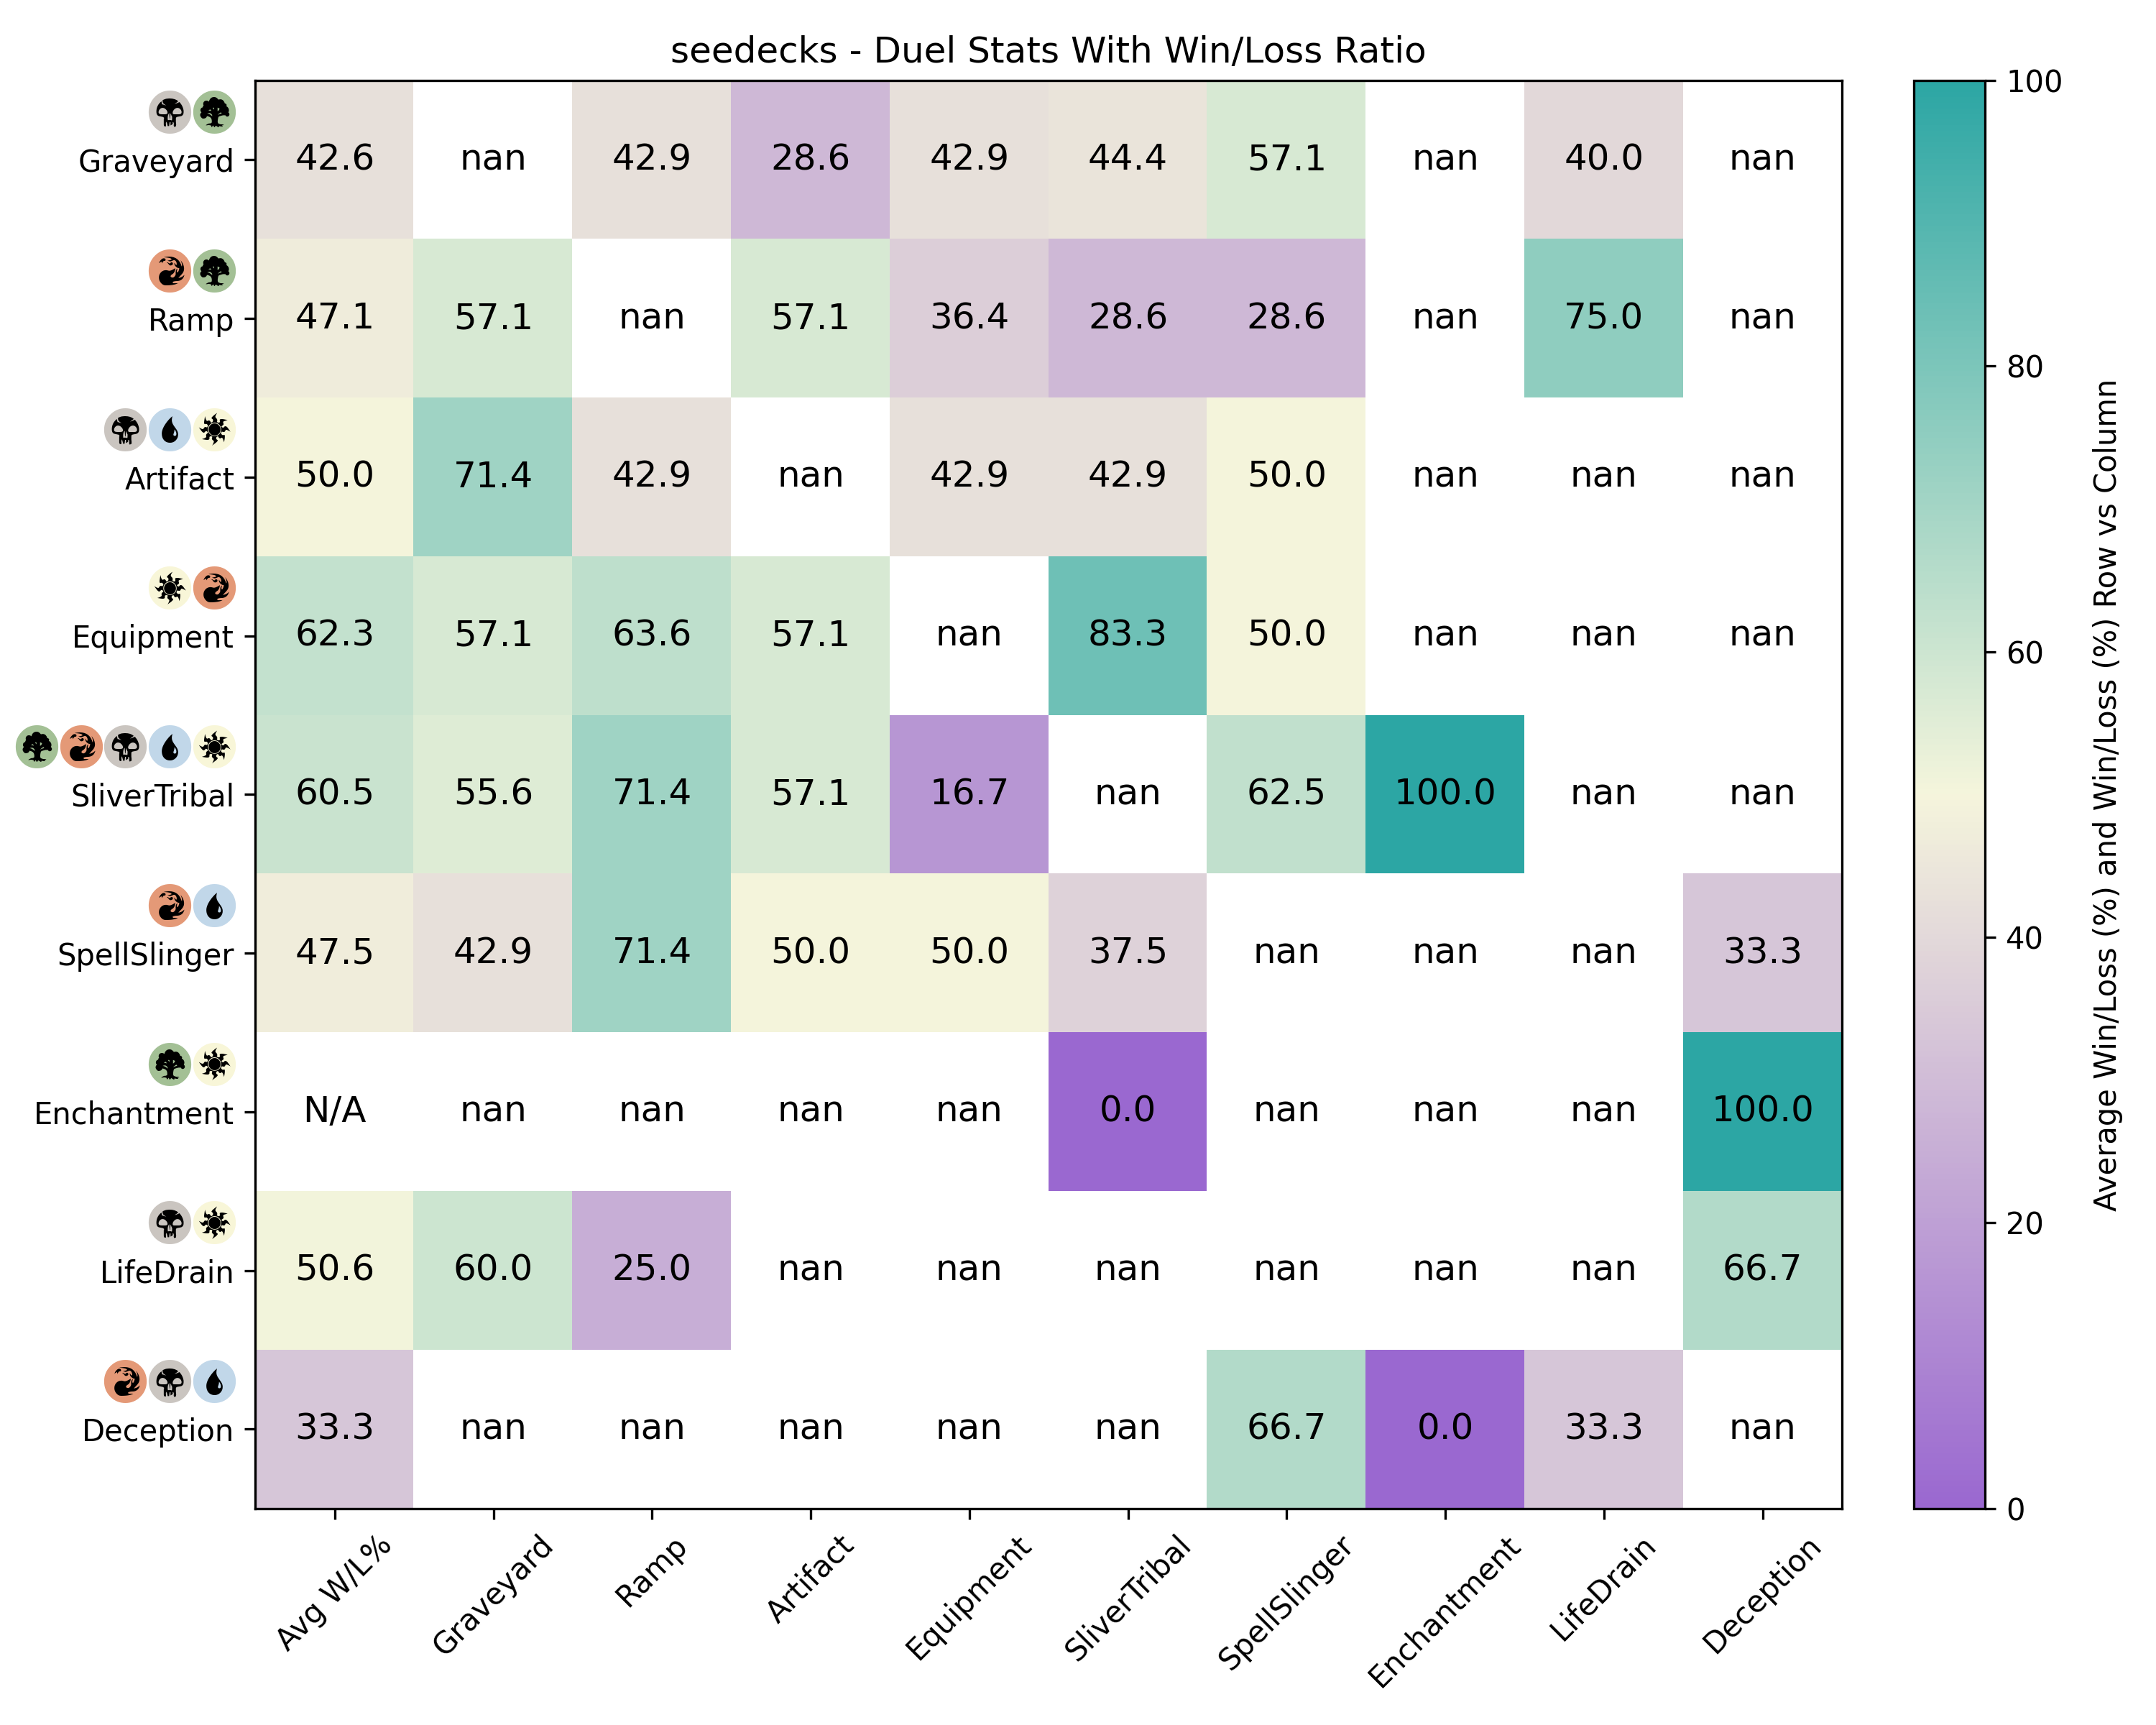 seedecks - Duel Stats With Win/Loss Ratio
Graveyard 42.6 nan 42.9 28.6 42.9 44.4 57.1 nan 40.0 nan
Ramp 47.1 57.1 nan 57.1 36.4 28.6 28.6 nan 75.0 nan
Artifact 50.0 71.4 42.9 nan 42.9 42.9 50.0 nan nan nan
Equipment 62.3 57.1 63.6 57.1 nan 83.3 50.0 nan nan nan
SliverTribal 60.5 55.6 71.4 57.1 16.7 nan 62.5 100.0 nan nan
SpellSlinger 47.5 42.9 71.4 50.0 50.0 37.5 nan nan nan 33.3
Enchantment N/A nan nan nan nan 0.0 nan nan nan 100.0
LifeDrain 50.6 60.0 25.0 nan nan nan nan nan nan 66.7
Deception 33.3 nan nan nan nan nan 66.7 0.0 33.3 nan
Avg W/L% Graveyard Ramp Artifact Equipment SliverTribal SpellSlinger Enchantment LifeDrain Deception
100
80
60
40
20
0
Average Win/Loss (%) and Win/Loss (%) Row vs Column